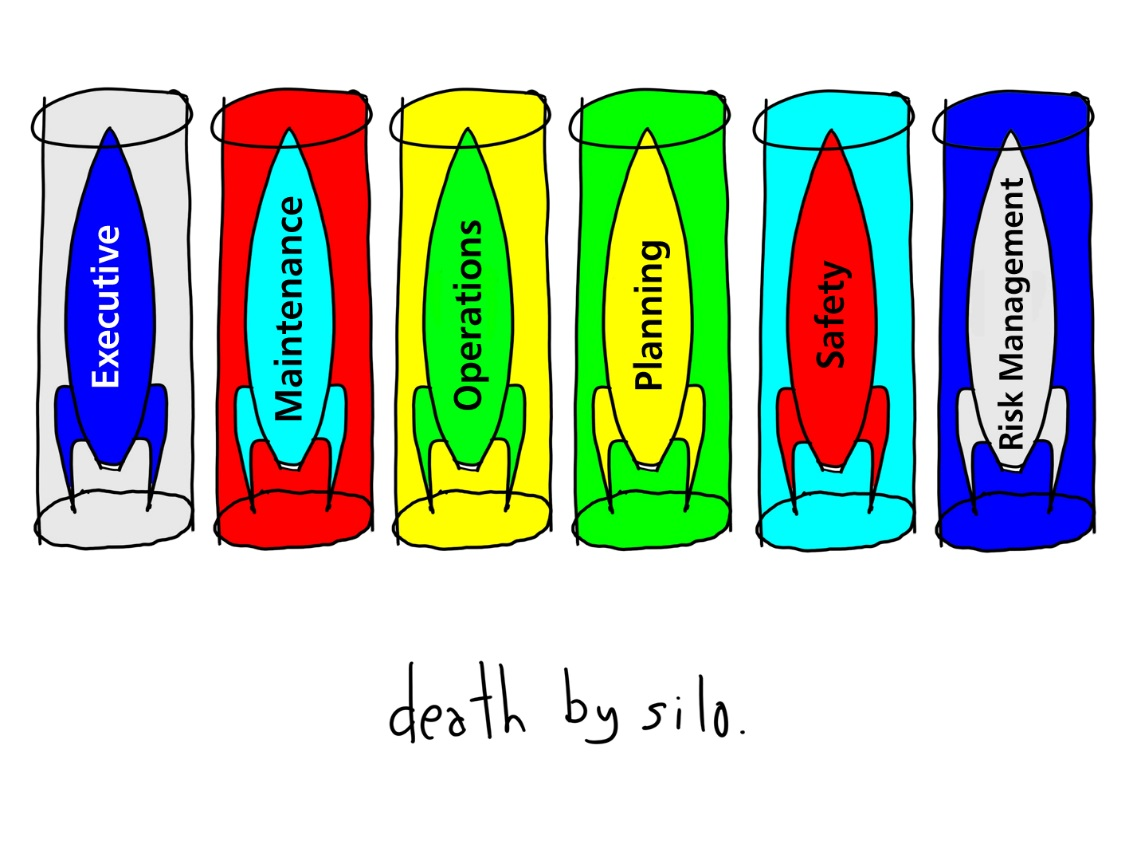 Executive
Maintenance
Operations
Planning
Safety
Risk Management
death by silo.